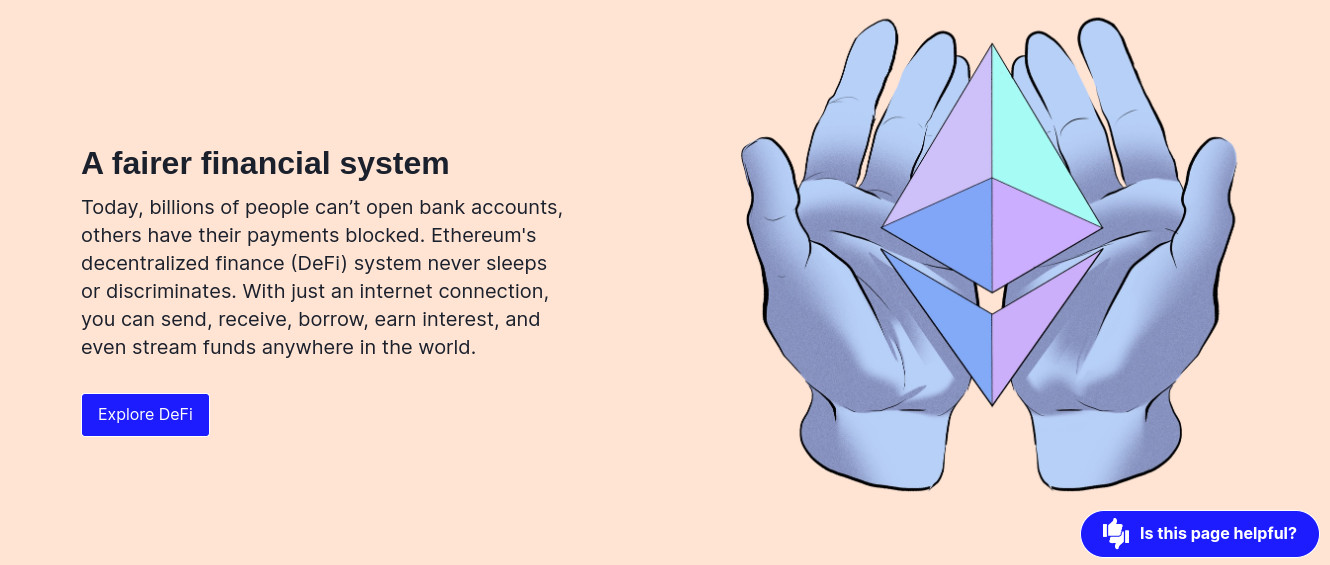 A fairer financial system
Today, billions of people can’t open bank accounts,
others have their payments blocked. Ethereum's
decentralized finance (DeFi) system never sleeps
or discriminates. With just an internet connection,
you can send, receive, borrow, earn interest, and
even stream funds anywhere in the world.
Explore DeFi
Is this page helpful?